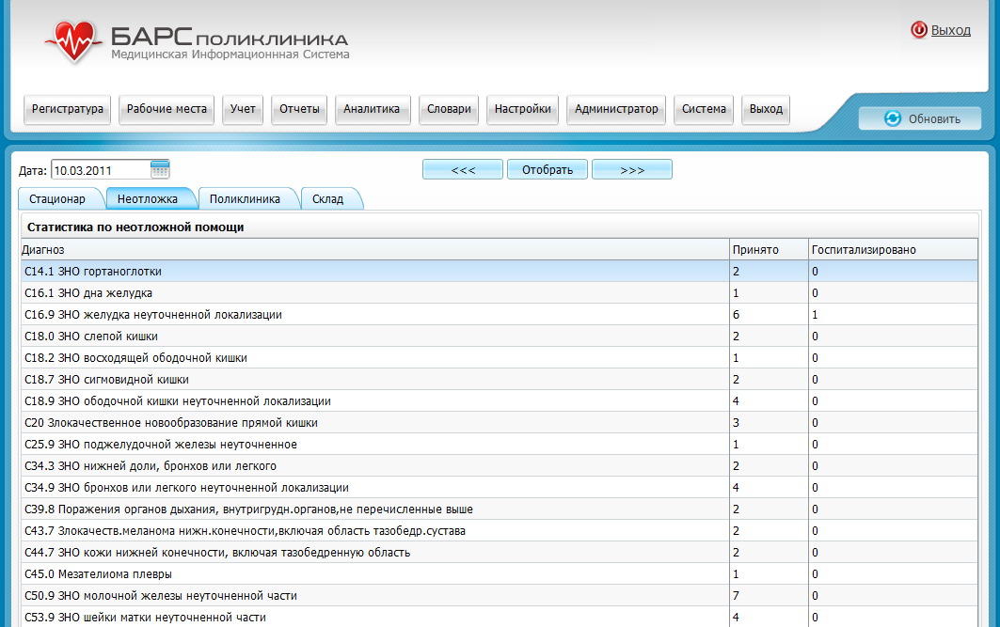 БАРС ПОЛИКЛИНИКА
Медицинская Информационнная Система
Выход
Регистратура Рабочие места Учет Отчеты Аналитика Словари Настройки Администратор Система Выход
Обновить
Дата: 10.03.2011 <<< Отобрать >>>
Стационар Неотложка Поликлиника Склад
Статистика по неотложной помощи
Диагноз Принято Госпитализировано
C14.1 ЗНО гортаноглотки 2 0
C16.1 ЗНО дна желудка 1 0
C16.9 ЗНО желудка неуточненной локализации 6 1
C18.0 ЗНО слепой кишки 2 0
C18.2 ЗНО восходящей ободочной кишки 1 0
C18.7 ЗНО сигмовидной кишки 2 0
C18.9 ЗНО ободочной кишки неуточненной локализации 4 0
C20 Злокачественное новообразование прямой кишки 3 0
C25.9 ЗНО поджелудочной железы неуточненное 1 0
C34.3 ЗНО нижней доли, бронхов или легкого 2 0
C34.9 ЗНО бронхов или легкого неуточненной локализации 4 0
C39.8 Поражения органов дыхания, внутригрудн.органов,не перечисленные выше 2 0
C43.7 Злокачеств.меланома нижн.конечности,включая область тазобедр.сустава 2 0
C44.7 ЗНО кожи нижней конечности, включая тазобедренную область 2 0
C45.0 Мезателиома плевры 1 0
C50.9 ЗНО молочной железы неуточненной части 7 0
C53.9 ЗНО шейки матки неуточненной части 4 0